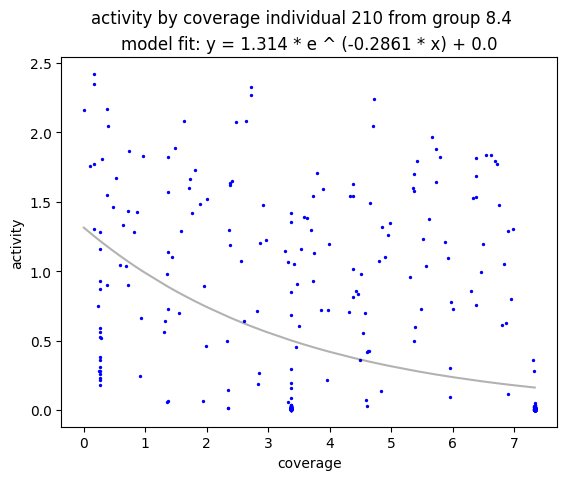 activity by coverage individual 210 from group 8.4
model fit: y = 1.314 * e ^ (-0.2861 * x) + 0.0
2.5
2.0
1.5
1.0
0.5
0.0
activity
0 1 2 3 4 5 6 7
coverage